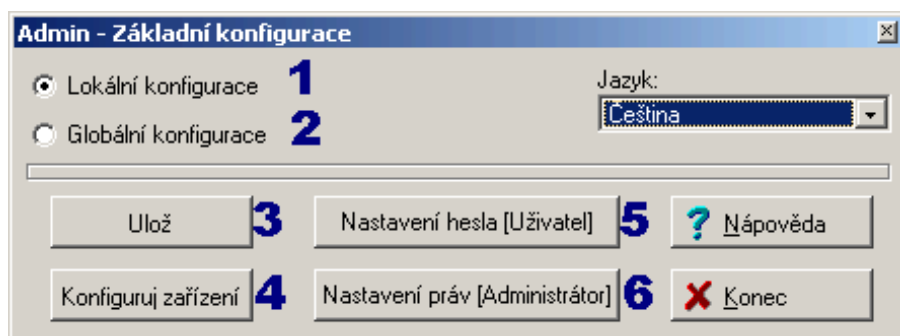 Admin - Základní konfigurace
Lokální konfigurace 1
Jazyk:
Čeština
Globální konfigurace 2
Ulož 3 Nastavení hesla [Uživatel] 5 ? Nápověda
Konfiguruj zařízení 4 Nastavení práv [Administrátor] 6 Konec